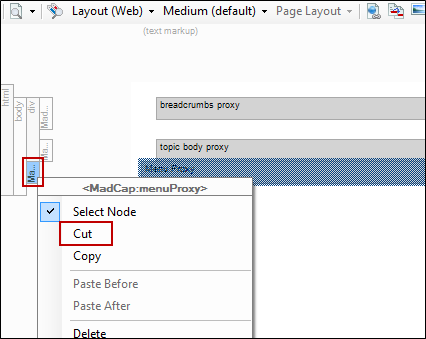 Layout (Web) Medium (default) Page Layout
(text markup)
html
body
div
Mad...
breadcrumbs proxy
Ma...
topic body proxy
Ma...
Menu Proxy
<MadCap:menuProxy>
Select Node
Cut
Copy
Paste Before
Paste After
Delete